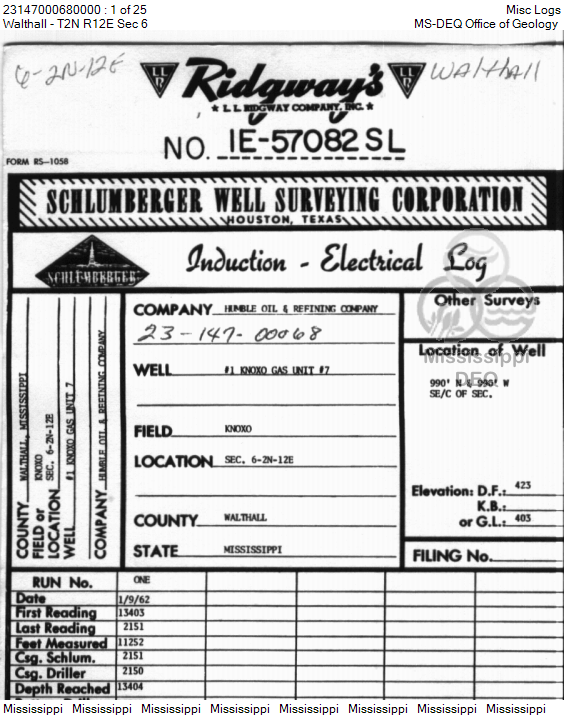 23147000680000 : 1 of 25 Misc Logs
Walthall - T2N R12E Sec 6 MS-DEQ Office of Geology
6-2N-12E LLR Ridgway's LLR Walthall
★ L. L. RIDGWAY COMPANY, INC. ★
NO. IE-57082 SL
FORM RS-1058
SCHLUMBERGER WELL SURVEYING CORPORATION
HOUSTON, TEXAS
SCHLUMBERGER Induction - Electrical Log
COUNTY WALTHALL, MISSISSIPPI
FIELD or KNOXO
LOCATION SEC. 6-2N-12E
WELL #1 KNOXO GAS UNIT 7
COMPANY HUMBLE OIL & REFINING COMPANY
COMPANY HUMBLE OIL & REFINING COMPANY
23-147-00068
WELL #1 KNOXO GAS UNIT #7
FIELD KNOXO
LOCATION SEC. 6-2N-12E
COUNTY WALTHALL
STATE MISSISSIPPI
Other Surveys
Location of Well
Mississippi
DEQ
990' N & 990' W
SE/C OF SEC.
Elevation: D.F.: 423
K.B.:
or G.L.: 403
FILING No.
RUN No. ONE
Date 1/9/62
First Reading 13403
Last Reading 2151
Feet Measured 11252
Csg. Schlum. 2151
Csg. Driller 2150
Depth Reached 13404
Mississippi Mississippi Mississippi Mississippi Mississippi Mississippi Mississippi Mississippi